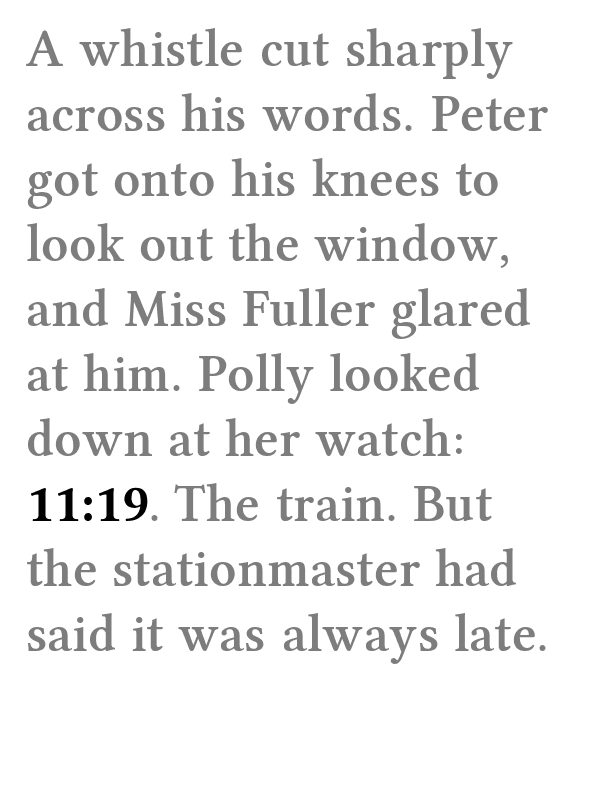 A whistle cut sharply
across his words. Peter
got onto his knees to
look out the window,
and Miss Fuller glared
at him. Polly looked
down at her watch:
11:19. The train. But
the stationmaster had
said it was always late.